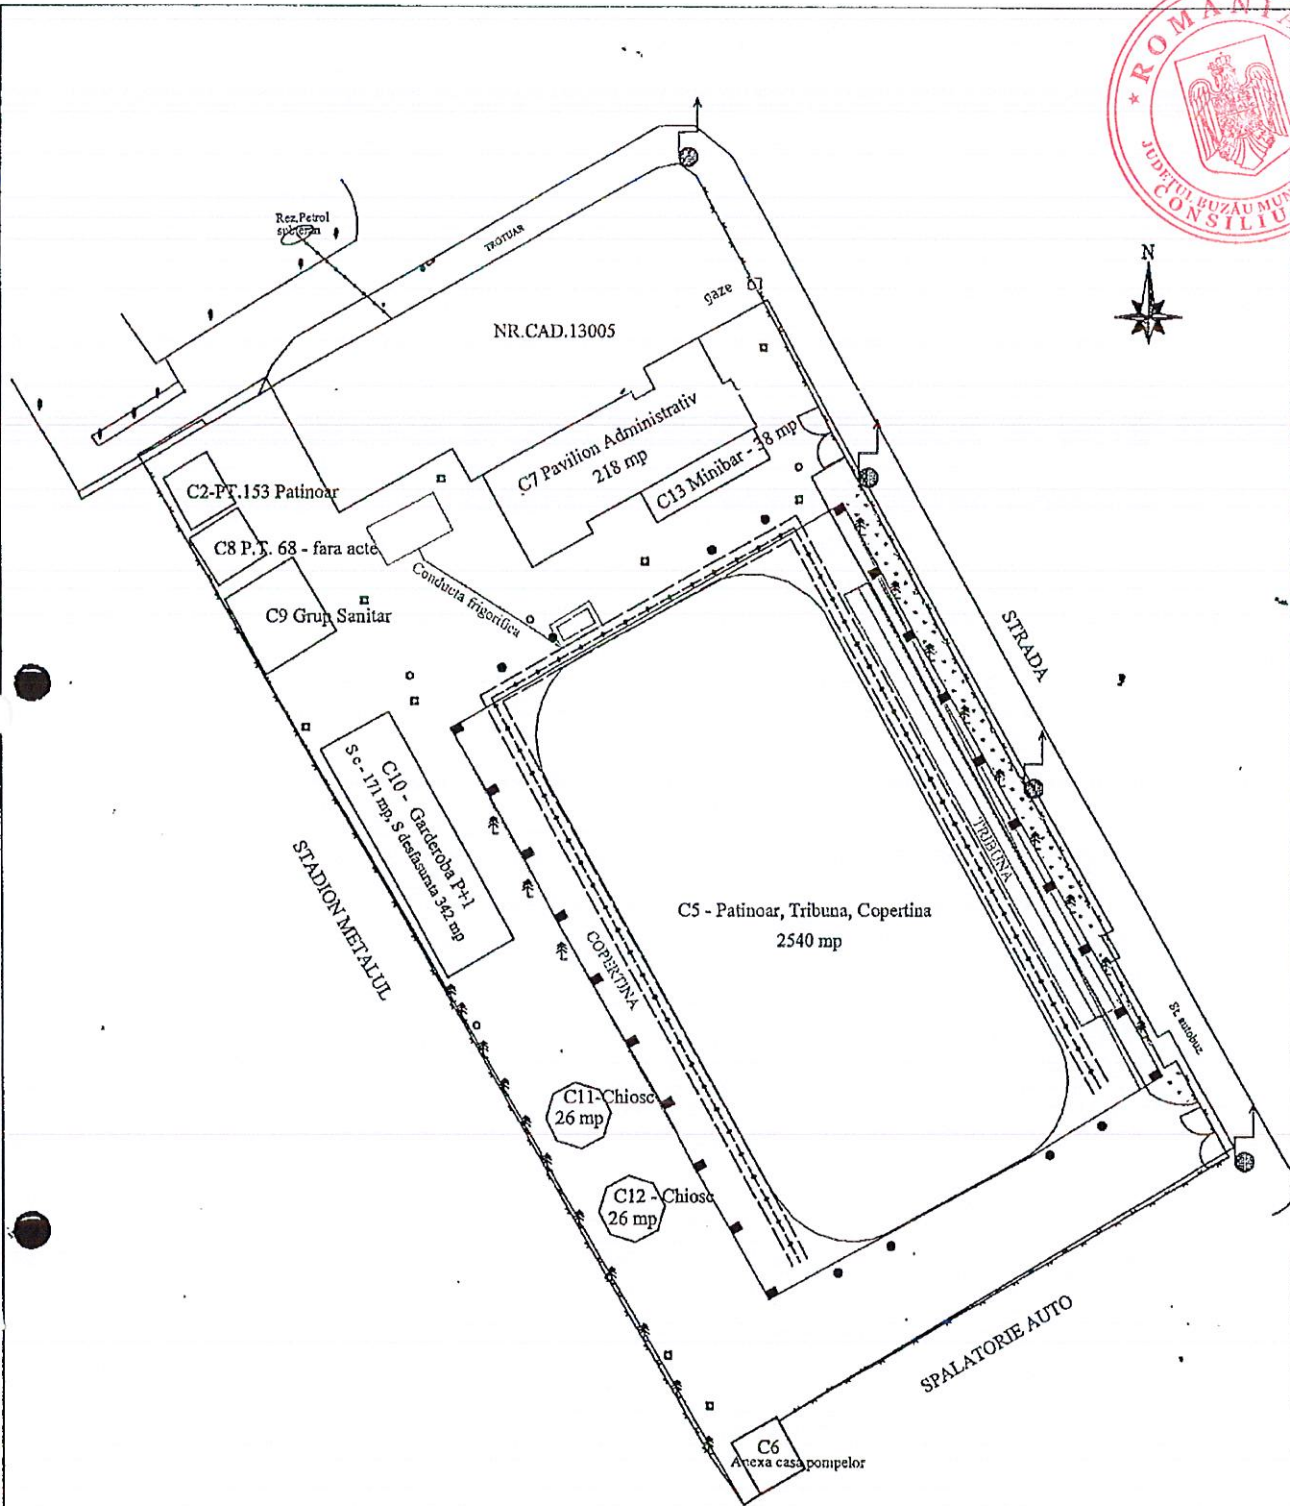 ROMÂNIA
JUDEŢUL BUZĂU
CONSILIU
N
Rez.Petrol
subteran
TROTUAR
gaze
NR.CAD.13005
C7 Pavilion Administrativ
218 mp
C13 Minibar - 38 mp
C2-PT.153 Patinoar
C8 P.T. 68 - fara acte
C9 Grup Sanitar
Conducta frigorifica
STRADA
C10 - Garderoba P+1
Sc - 171 mp, S desfasurata 342 mp
STADION METALUL
TRIBUNA
C5 - Patinoar, Tribuna, Copertina
2540 mp
COPERTINA
St. autobuz
C11-Chiosc
26 mp
C12 - Chiosc
26 mp
SPALATORIE AUTO
C6
Anexa casa pompelor